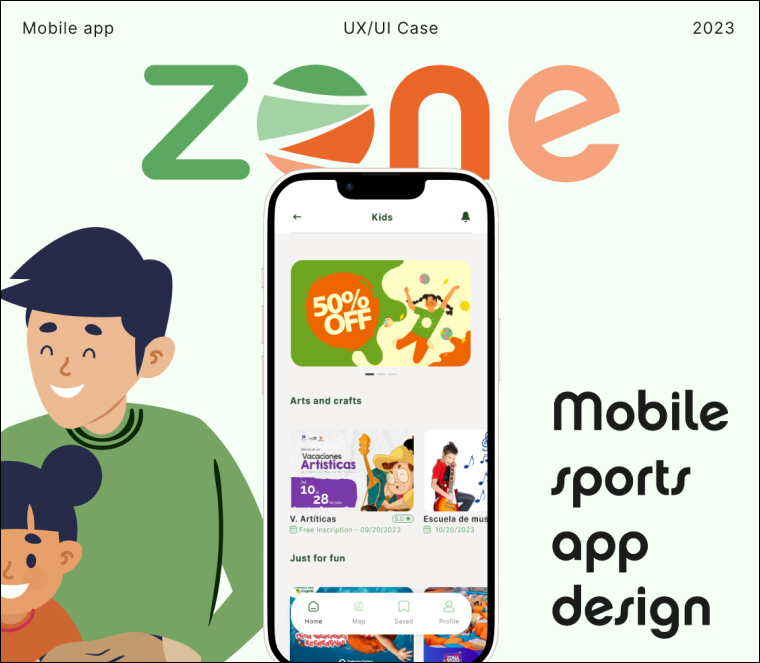 Mobile app
UX/UI Case
2023
zone
Kids
50%
OFF
Arts and crafts
Vacaciones
Artísticas
10
28
V. Artíticas
5.0
Escuela de mus
Free inscription - 09/20/2023
10/20/2023
Just for fun
Home
Map
Saved
Profile
Mobile
sports
app
design